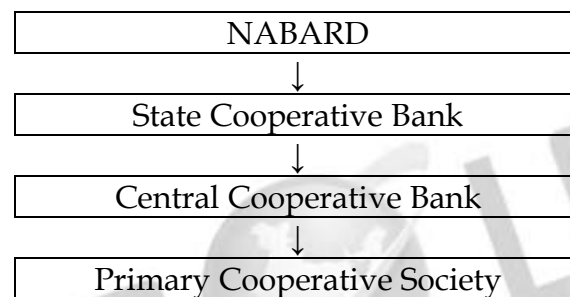 NABARD
↓
State Cooperative Bank
↓
Central Cooperative Bank
↓
Primary Cooperative Society